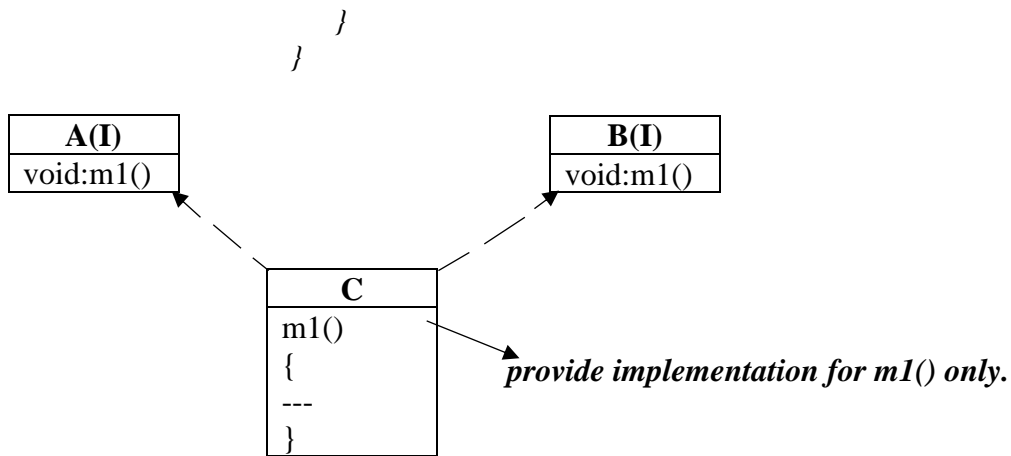 }
}
A(I)
void:m1()
B(I)
void:m1()
C
m1()
{
---
}
provide implementation for m1() only.